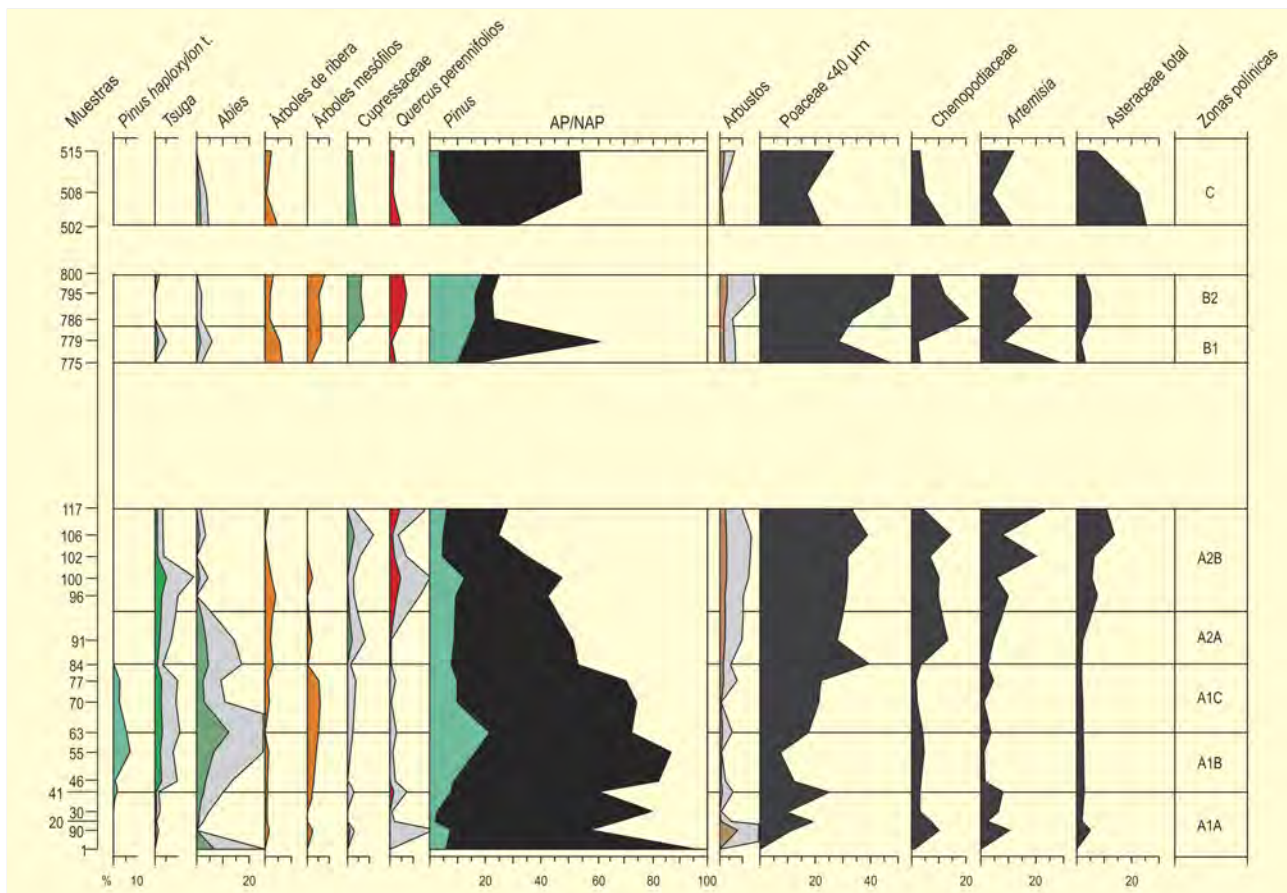 Muestras
Pinus haploxylon t.
Tsuga
Abies
Árboles de ribera
Árboles mesófilos
Cupressaceae
Quercus perennifolios
Pinus
AP/NAP
Arbustos
Poaceae <40 µm
Chenopodiaceae
Artemisia
Asteraceae total
Zonas polínicas
515
508
502
C
800
795
786
779
775
B2
B1
117
106
102
100
96
91
84
77
70
63
55
46
41
30
20
90
1
A2B
A2A
A1C
A1B
A1A
% 10 20 20 40 60 80 100 20 40 20 20 20